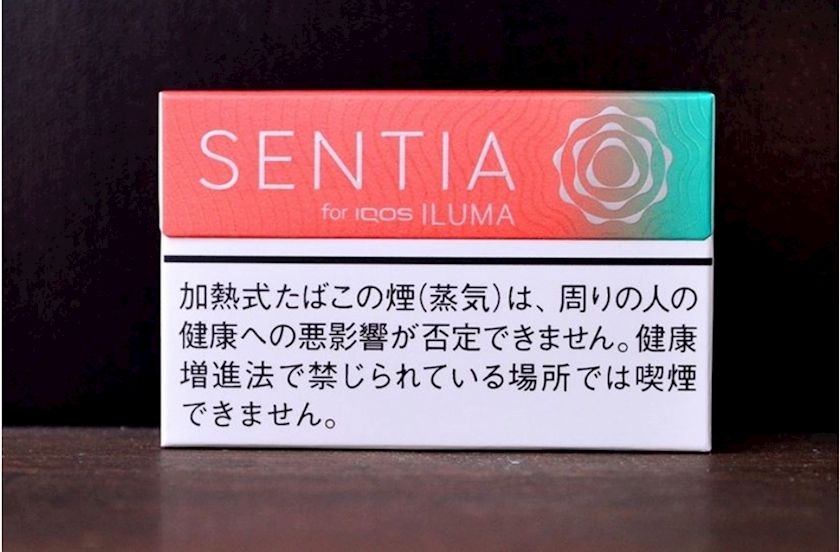 SENTIA
for IQOS ILUMA
加熱式たばこの煙(蒸気)は、周りの人の
健康への悪影響が否定できません。健康
増進法で禁じられている場所では喫煙
できません。